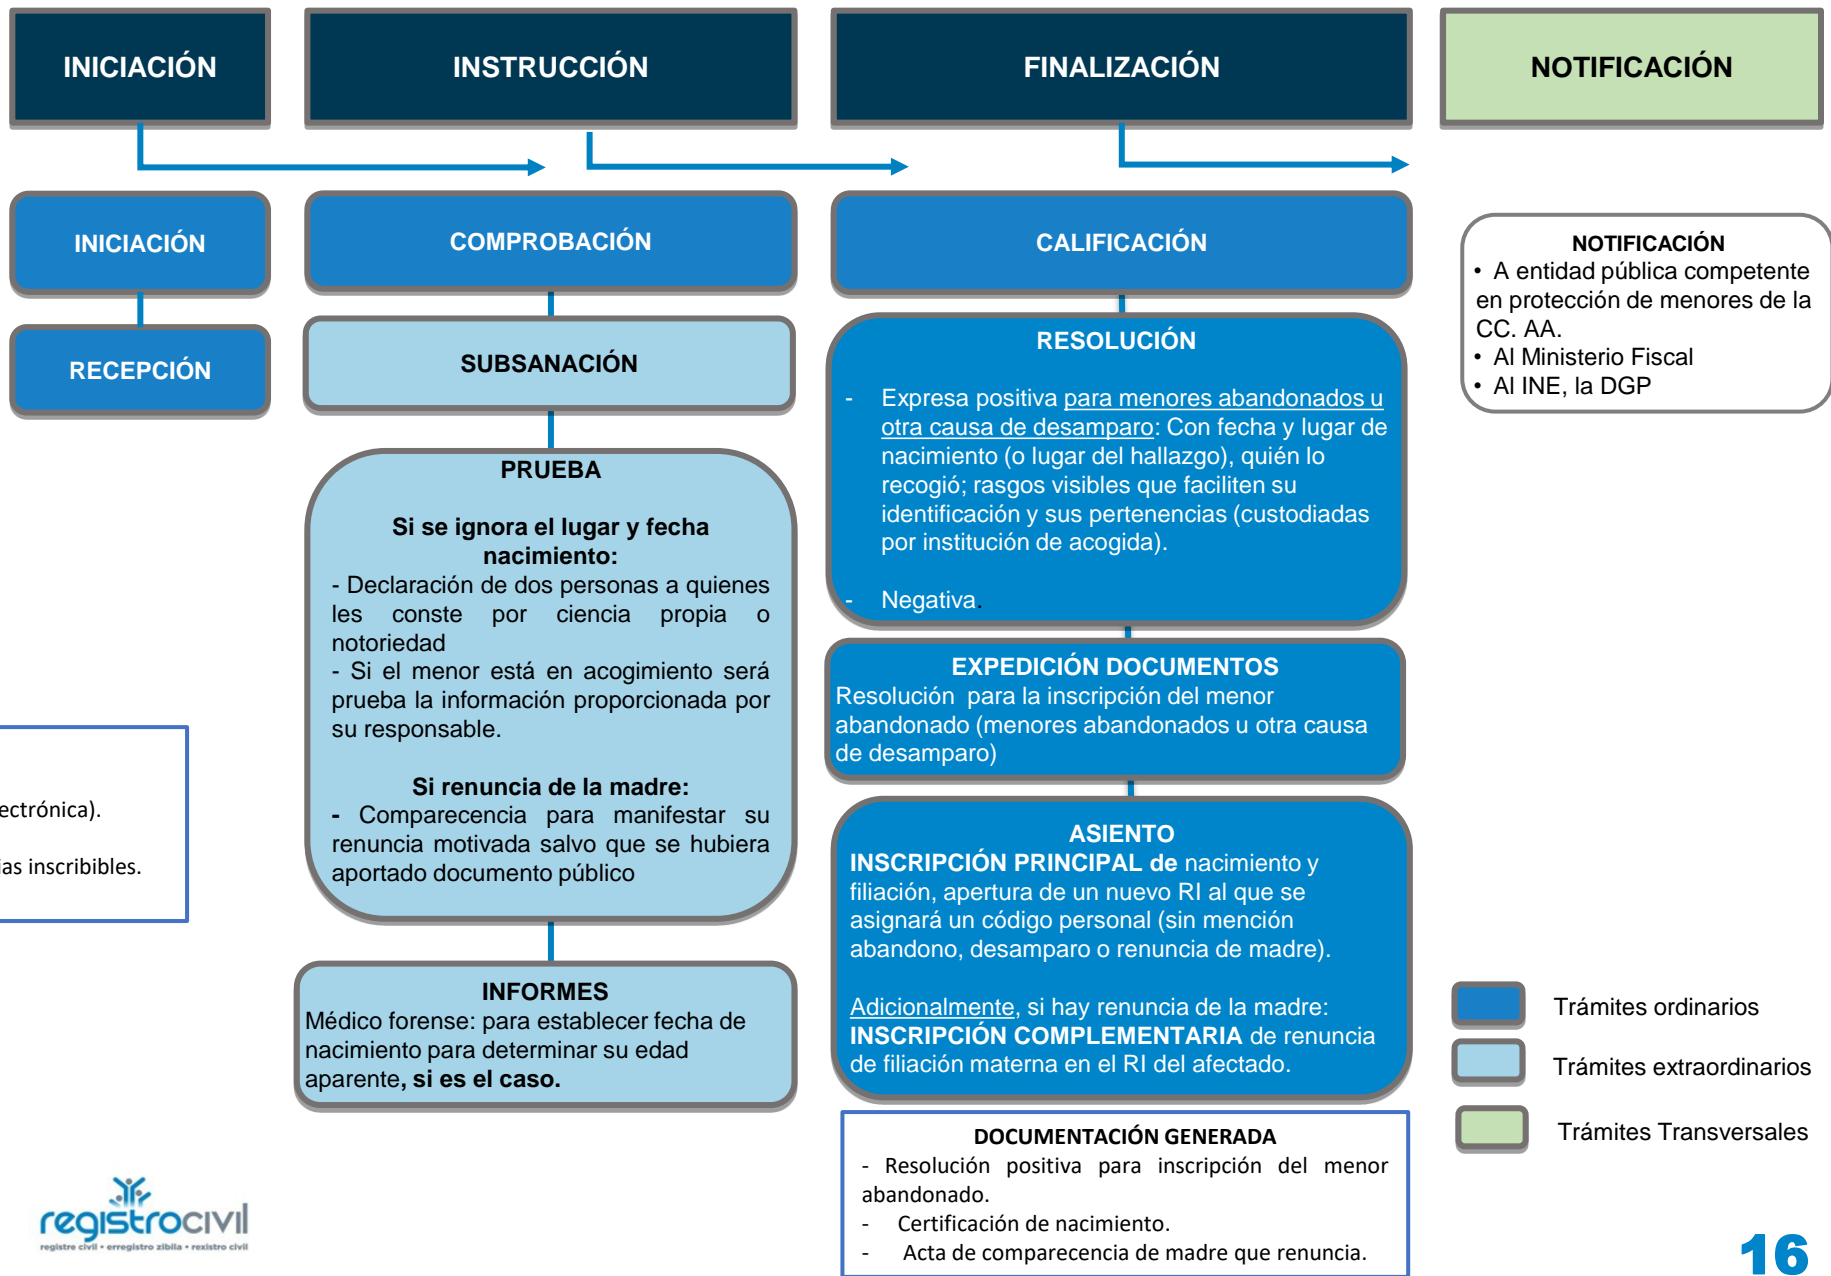 INICIACIÓN
INSTRUCCIÓN
FINALIZACIÓN
NOTIFICACIÓN
INICIACIÓN
RECEPCIÓN
ectrónica).
ias inscribibles.
COMPROBACIÓN
SUBSANACIÓN
PRUEBA
Si se ignora el lugar y fecha
nacimiento:
- Declaración de dos personas a quienes
les conste por ciencia propia o
notoriedad
- Si el menor está en acogimiento será
prueba la información proporcionada por
su responsable.
Si renuncia de la madre:
- Comparecencia para manifestar su
renuncia motivada salvo que se hubiera
aportado documento público
INFORMES
Médico forense: para establecer fecha de
nacimiento para determinar su edad
aparente, si es el caso.
CALIFICACIÓN
RESOLUCIÓN
- Expresa positiva para menores abandonados u
otra causa de desamparo: Con fecha y lugar de
nacimiento (o lugar del hallazgo), quién lo
recogió; rasgos visibles que faciliten su
identificación y sus pertenencias (custodiadas
por institución de acogida).
- Negativa.
EXPEDICIÓN DOCUMENTOS
Resolución para la inscripción del menor
abandonado (menores abandonados u otra causa
de desamparo)
ASIENTO
INSCRIPCIÓN PRINCIPAL de nacimiento y
filiación, apertura de un nuevo RI al que se
asignará un código personal (sin mención
abandono, desamparo o renuncia de madre).
Adicionalmente, si hay renuncia de la madre:
INSCRIPCIÓN COMPLEMENTARIA de renuncia
de filiación materna en el RI del afectado.
DOCUMENTACIÓN GENERADA
- Resolución positiva para inscripción del menor
abandonado.
- Certificación de nacimiento.
- Acta de comparecencia de madre que renuncia.
NOTIFICACIÓN
• A entidad pública competente
en protección de menores de la
CC. AA.
• Al Ministerio Fiscal
• Al INE, la DGP
Trámites ordinarios
Trámites extraordinarios
Trámites Transversales
registrocivil
registre civil • erregistro zibila • rexistro civil
16